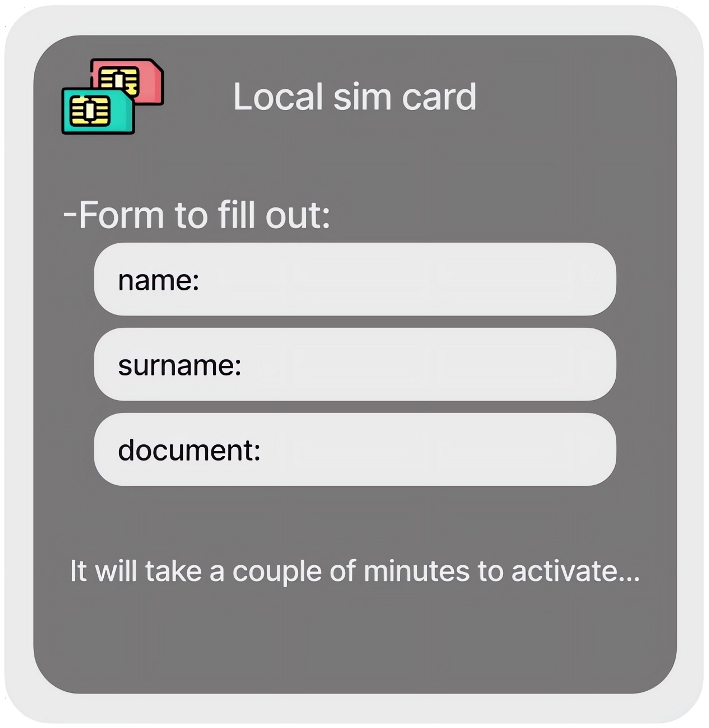 Local sim card
-Form to fill out:
name:
surname:
document:
It will take a couple of minutes to activate...